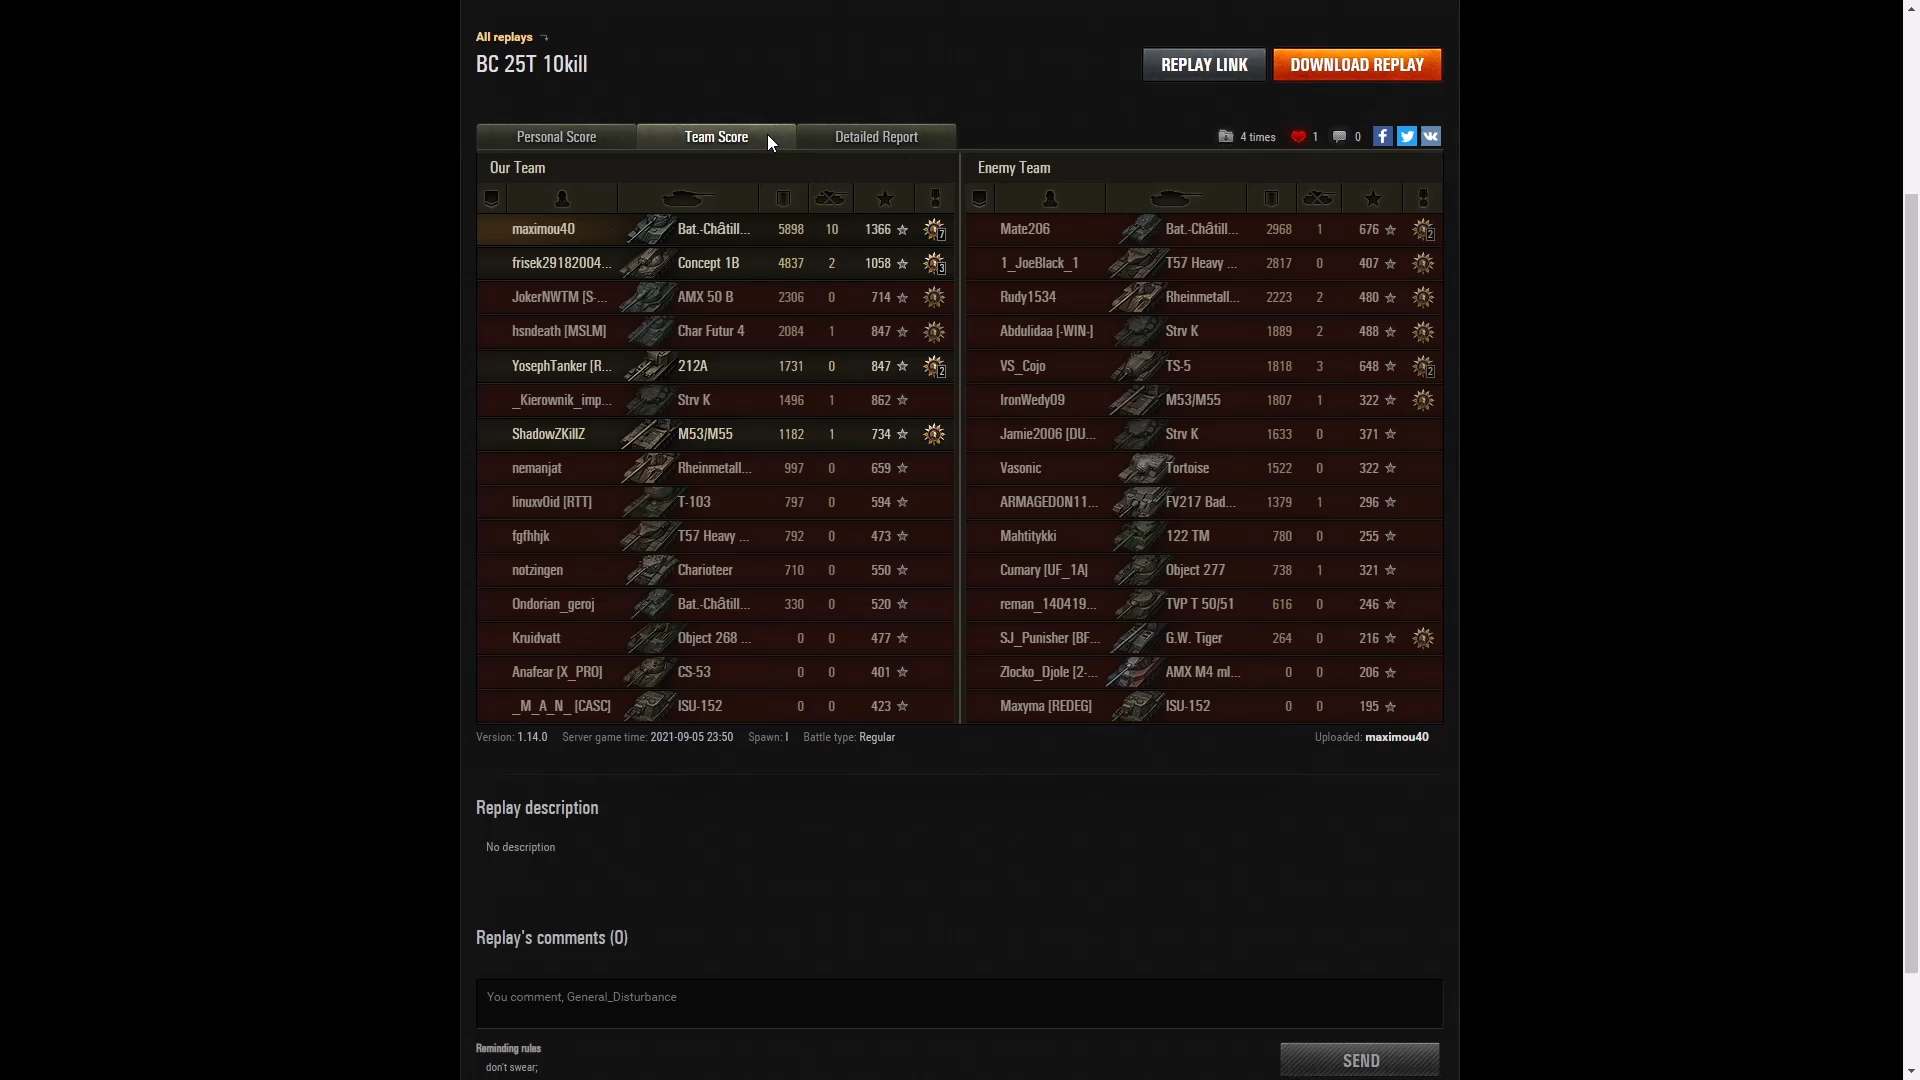 All replays
BC 25T 10kill
REPLAY LINK DOWNLOAD REPLAY
Personal Score Team Score Detailed Report 4 times 1 0
Our Team Enemy Team
maximou40 Bat.-Châtill... 5898 10 1366 7 Mate206 Bat.-Châtill... 2968 1 676 2
frisek29182004... Concept 1B 4837 2 1058 3 1_JoeBlack_1 T57 Heavy ... 2817 0 407
JokerNWTM [S-... AMX 50 B 2306 0 714 Rudy1534 Rheinmetall... 2223 2 480
hsndeath [MSLM] Char Futur 4 2084 1 847 Abdulidaa [-WIN-] Strv K 1889 2 488
YosephTanker [R... 212A 1731 0 847 2 VS_Cojo TS-5 1818 3 648 2
_Kierownik_imp... Strv K 1496 1 862 IronWedy09 M53/M55 1807 1 322
ShadowZKillZ M53/M55 1182 1 734 Jamie2006 [DU... Strv K 1633 0 371
nemanjat Rheinmetall... 997 0 659 Vasonic Tortoise 1522 0 322
linuxv0id [RTT] T-103 797 0 594 ARMAGEDON11... FV217 Bad... 1379 1 296
fgfhhjk T57 Heavy ... 792 0 473 Mahtitykki 122 TM 780 0 255
notzingen Charioteer 710 0 550 Cumary [UF_1A] Object 277 738 1 321
Ondorian_geroj Bat.-Châtill... 330 0 520 reman_140419... TVP T 50/51 616 0 246
Kruidvatt Object 268 ... 0 0 477 SJ_Punisher [BF... G.W. Tiger 264 0 216
Anafear [X_PRO] CS-53 0 0 401 Zlocko_Djole [2-... AMX M4 ml... 0 0 206
_M_A_N_ [CASC] ISU-152 0 0 423 Maxyma [REDEG] ISU-152 0 0 195
Version: 1.14.0 Server game time: 2021-09-05 23:50 Spawn: I Battle type: Regular Uploaded: maximou40
Replay description
No description
Replay's comments (0)
You comment, General_Disturbance
Reminding rules
don't swear;
SEND